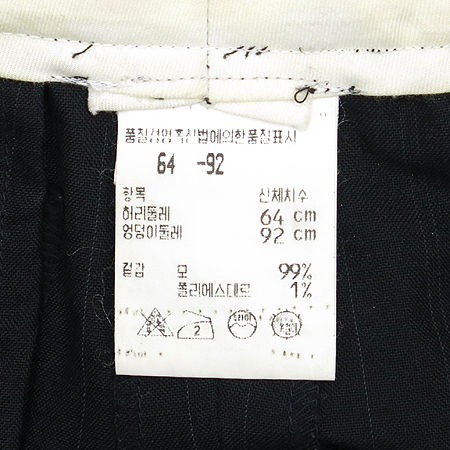 품질경영촉진법에의한품질표시
64 -92
항목 신체치수
허리둘레 64 cm
엉덩이둘레 92 cm
겉감 모 99%
폴리에스테르 1%
2